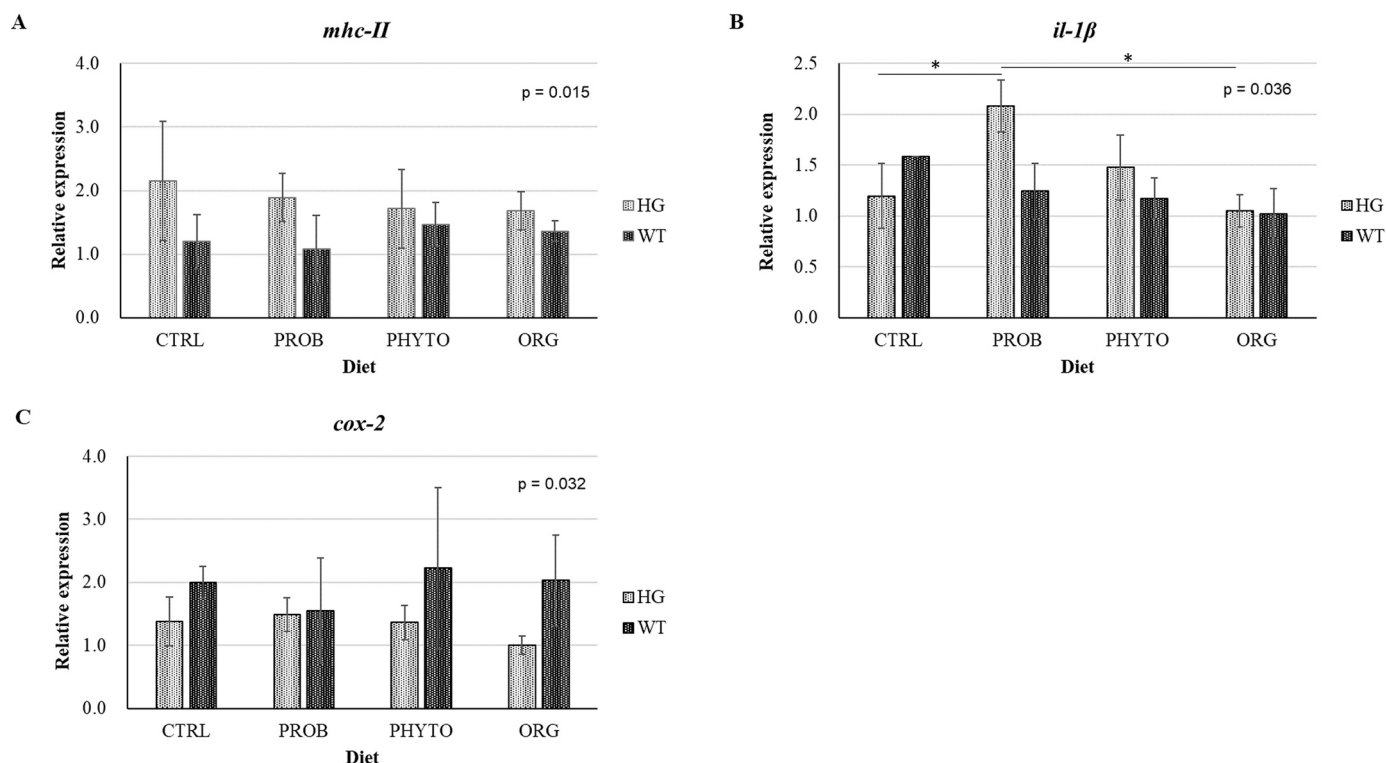 A
mhc-II
4.0
3.0
2.0
1.0
0.0
Relative expression
p = 0.015
HG
WT
CTRL PROB PHYTO ORG
Diet
B
il-1β
2.5
2.0
1.5
1.0
0.5
0.0
Relative expression
* *
p = 0.036
HG
WT
CTRL PROB PHYTO ORG
Diet
C
cox-2
4.0
3.0
2.0
1.0
0.0
Relative expression
p = 0.032
HG
WT
CTRL PROB PHYTO ORG
Diet